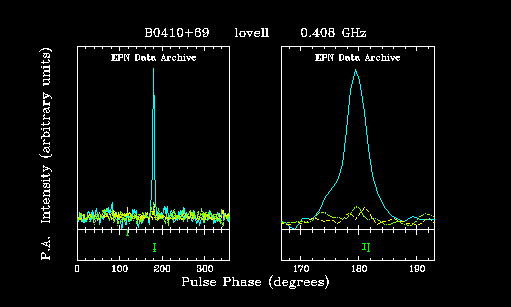 B0410+69 lovell 0.408 GHz
EPN Data Archive EPN Data Archive
P.A. Intensity (arbitrary units)
0 100 200 300 170 180 190
Pulse Phase (degrees)